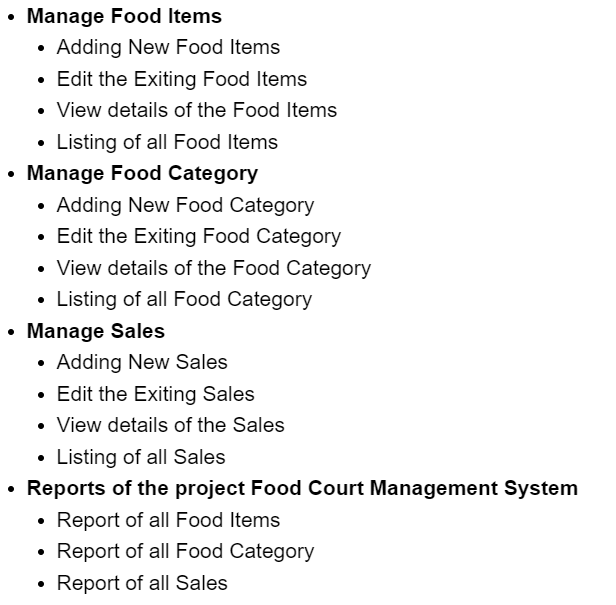 Manage Food Items
Adding New Food Items
Edit the Exiting Food Items
View details of the Food Items
Listing of all Food Items
Manage Food Category
Adding New Food Category
Edit the Exiting Food Category
View details of the Food Category
Listing of all Food Category
Manage Sales
Adding New Sales
Edit the Exiting Sales
View details of the Sales
Listing of all Sales
Reports of the project Food Court Management System
Report of all Food Items
Report of all Food Category
Report of all Sales